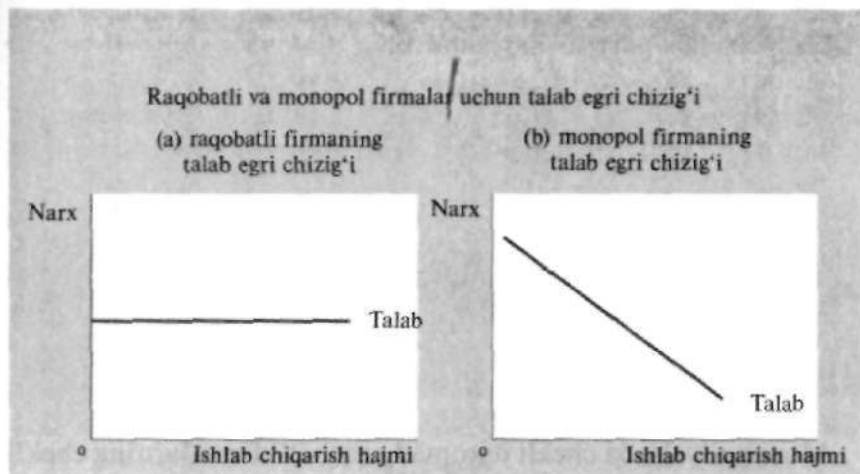 Raqobatli va monopol firmalar uchun talab egri chizig‘i
(a) raqobatli firmaning
talab egri chizig‘i
(b) monopol firmaning
talab egri chizig‘i
Narx
Talab
0
Ishlab chiqarish hajmi
Narx
Talab
0
Ishlab chiqarish hajmi